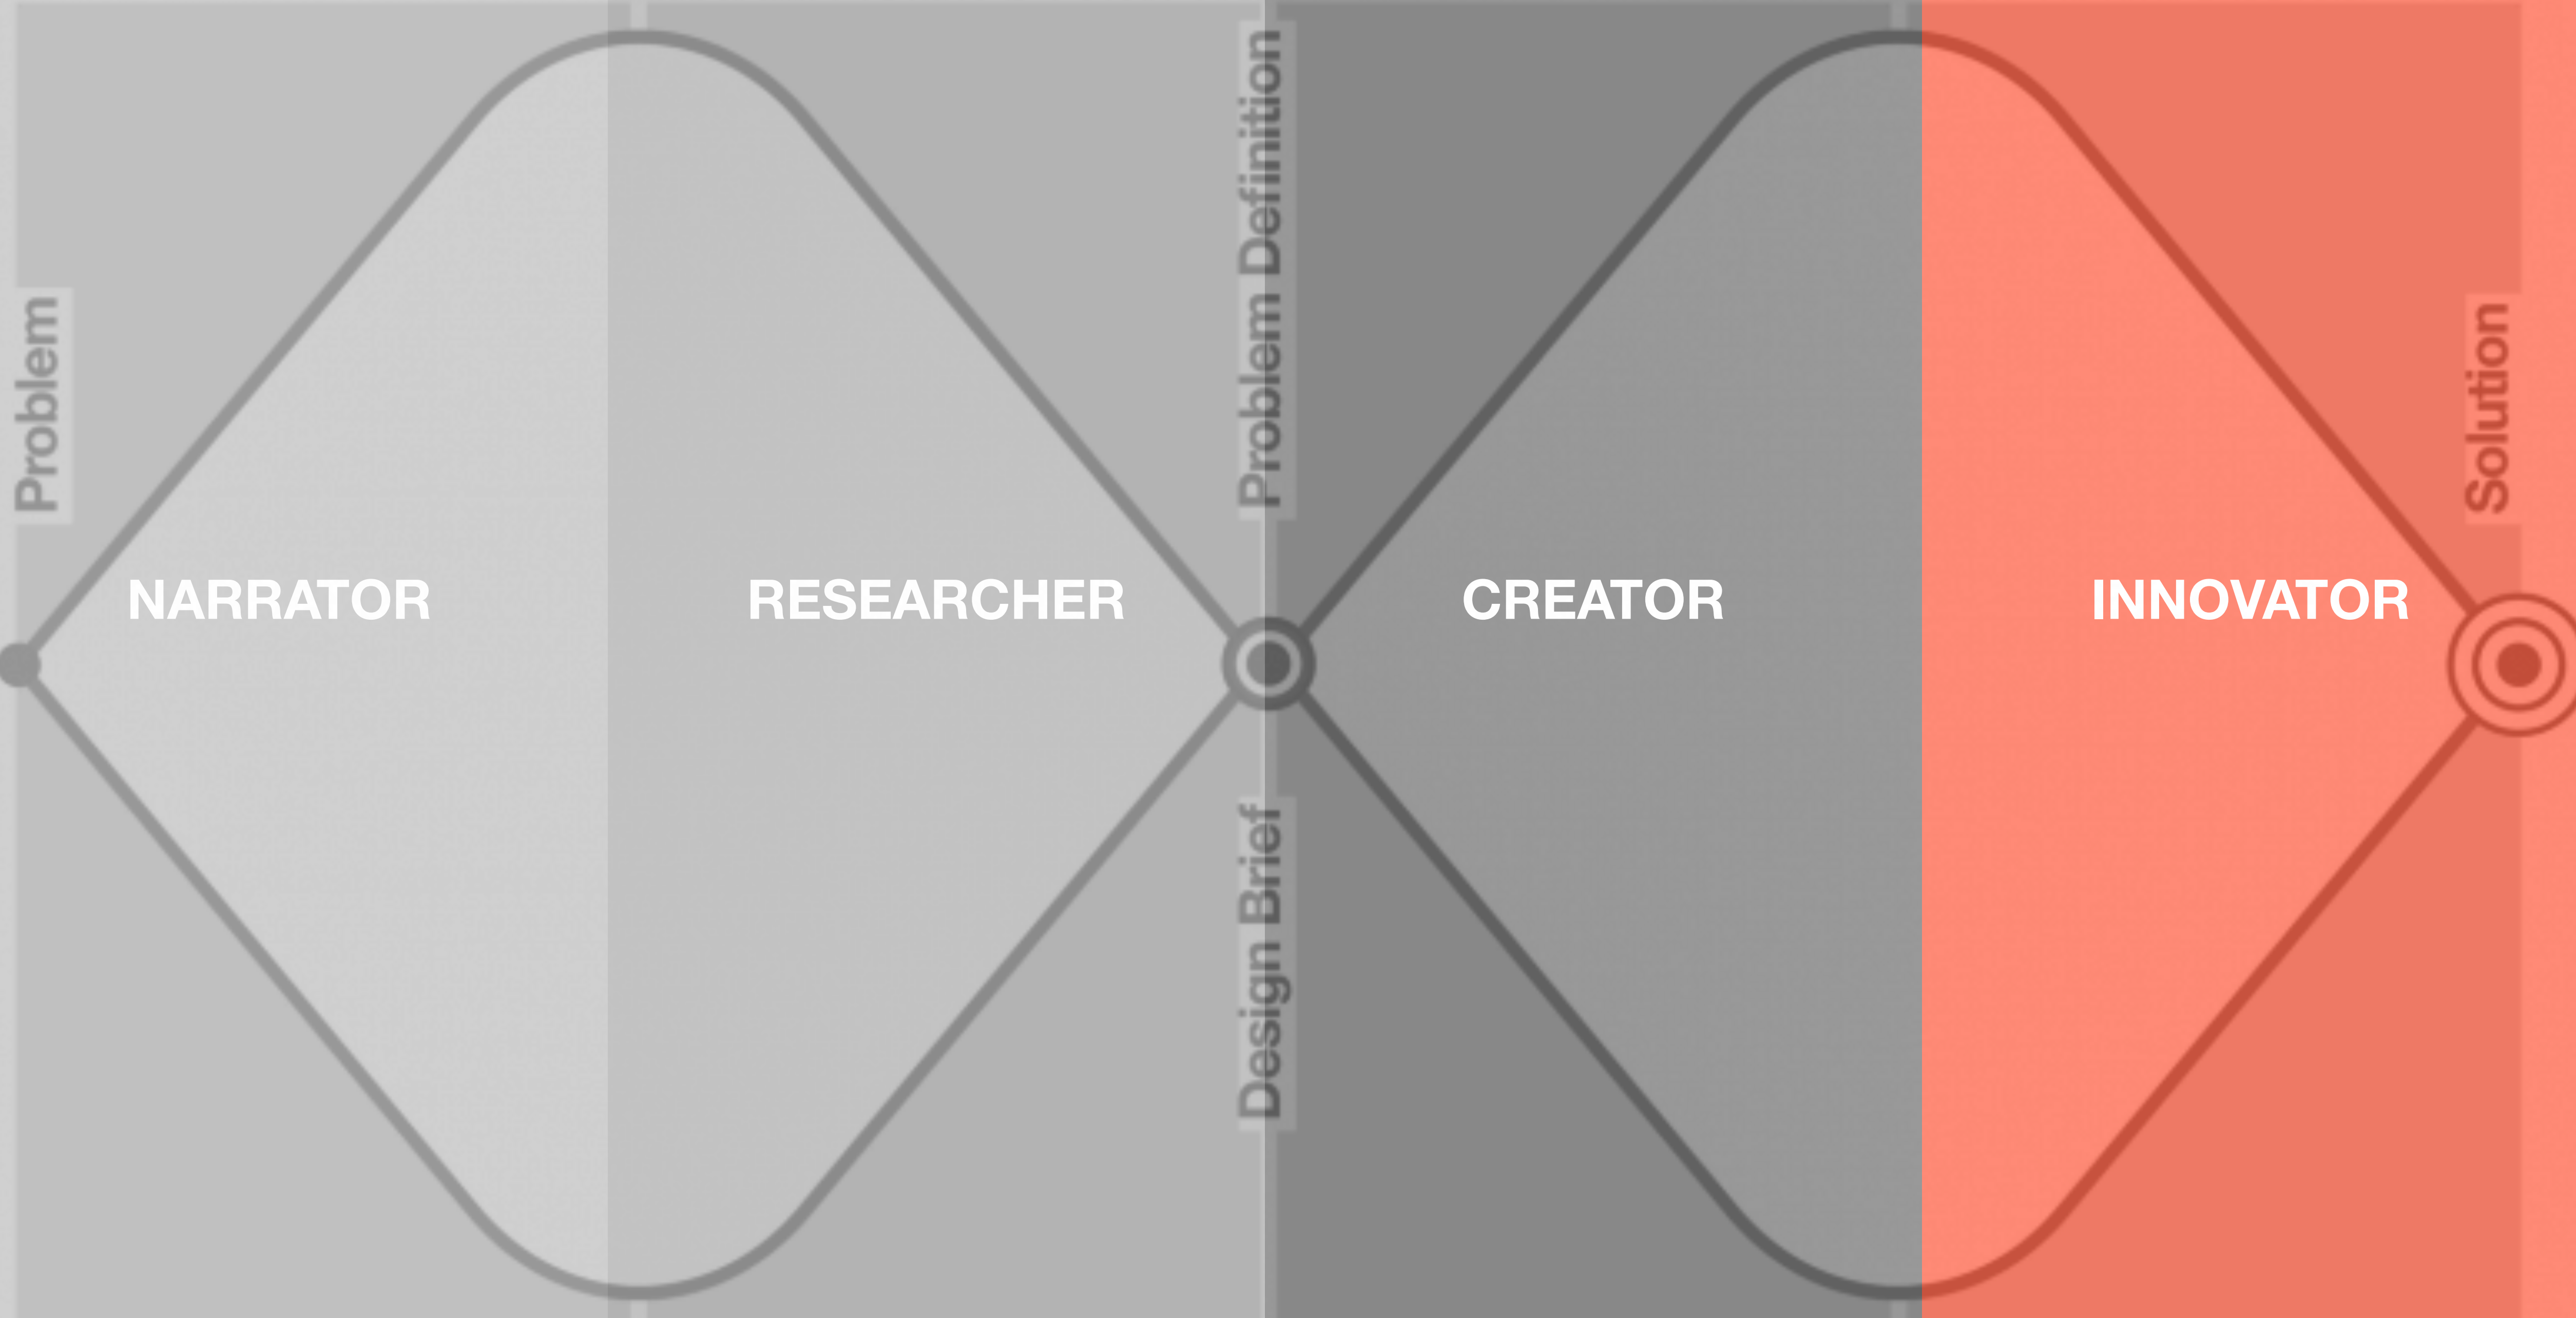 Problem
NARRATOR
RESEARCHER
Problem Definition
Design Brief
CREATOR
INNOVATOR
Solution